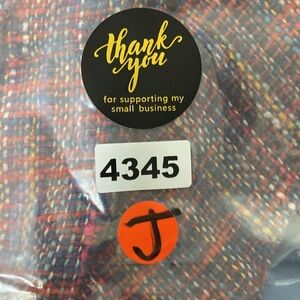 thank
you
for supporting my
small business
4345
J